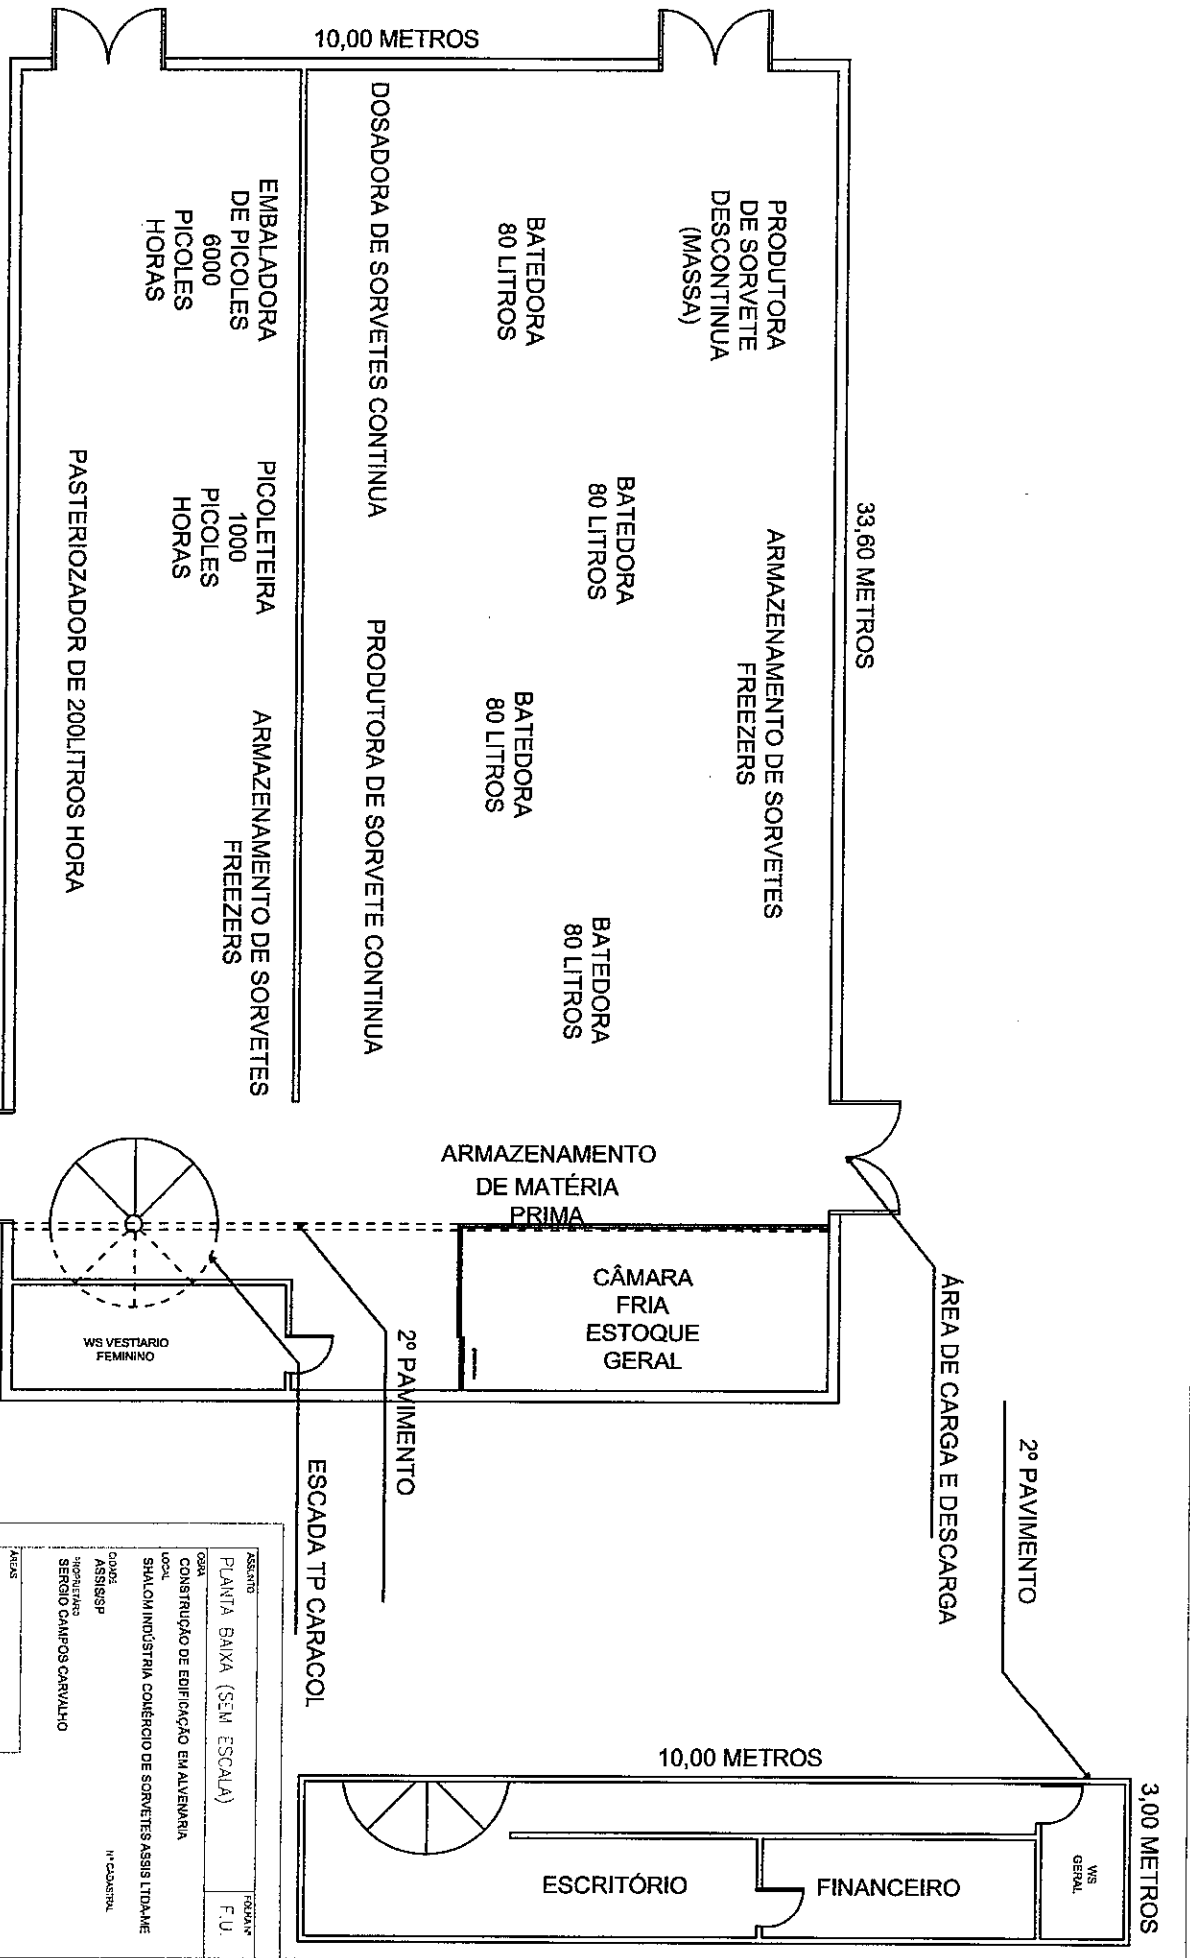 10,00 METROS
33,60 METROS
PRODUTORA
DE SORVETE
DESCONTINUA
(MASSA)
ARMAZENAMENTO DE SORVETES
FREEZERS
BATEDORA
80 LITROS
BATEDORA
80 LITROS
BATEDORA
80 LITROS
BATEDORA
80 LITROS
DOSADORA DE SORVETES CONTINUA
PRODUTORA DE SORVETE CONTINUA
EMBALADORA
DE PICOLES
6000
PICOLES
HORAS
PICOLETEIRA
1000
PICOLES
HORAS
ARMAZENAMENTO DE SORVETES
FREEZERS
PASTERIOZADOR DE 200LITROS HORA
ARMAZENAMENTO
DE MATÉRIA
PRIMA
CÂMARA
FRIA
ESTOQUE
GERAL
WS VESTIARIO
FEMININO
ÁREA DE CARGA E DESCARGA
2º PAVIMENTO
2º PAVIMENTO
ESCADA TP CARACOL
10,00 METROS
3,00 METROS
WS
GERAL
ESCRITÓRIO
FINANCEIRO
ASSUNTO
PLANTA BAIXA (SEM ESCALA)
FOLHA Nº
F.U.
OBRA
CONSTRUÇÃO DE EDIFICAÇÃO EM ALVENARIA
LOCAL
SHALOM INDÚSTRIA COMÉRCIO DE SORVETES ASSIS LTDA-ME
CIDADE
ASSIS/SP
Nº CADASTRAL
PROPRIETÁRIO
SERGIO CAMPOS CARVALHO
ÁREAS